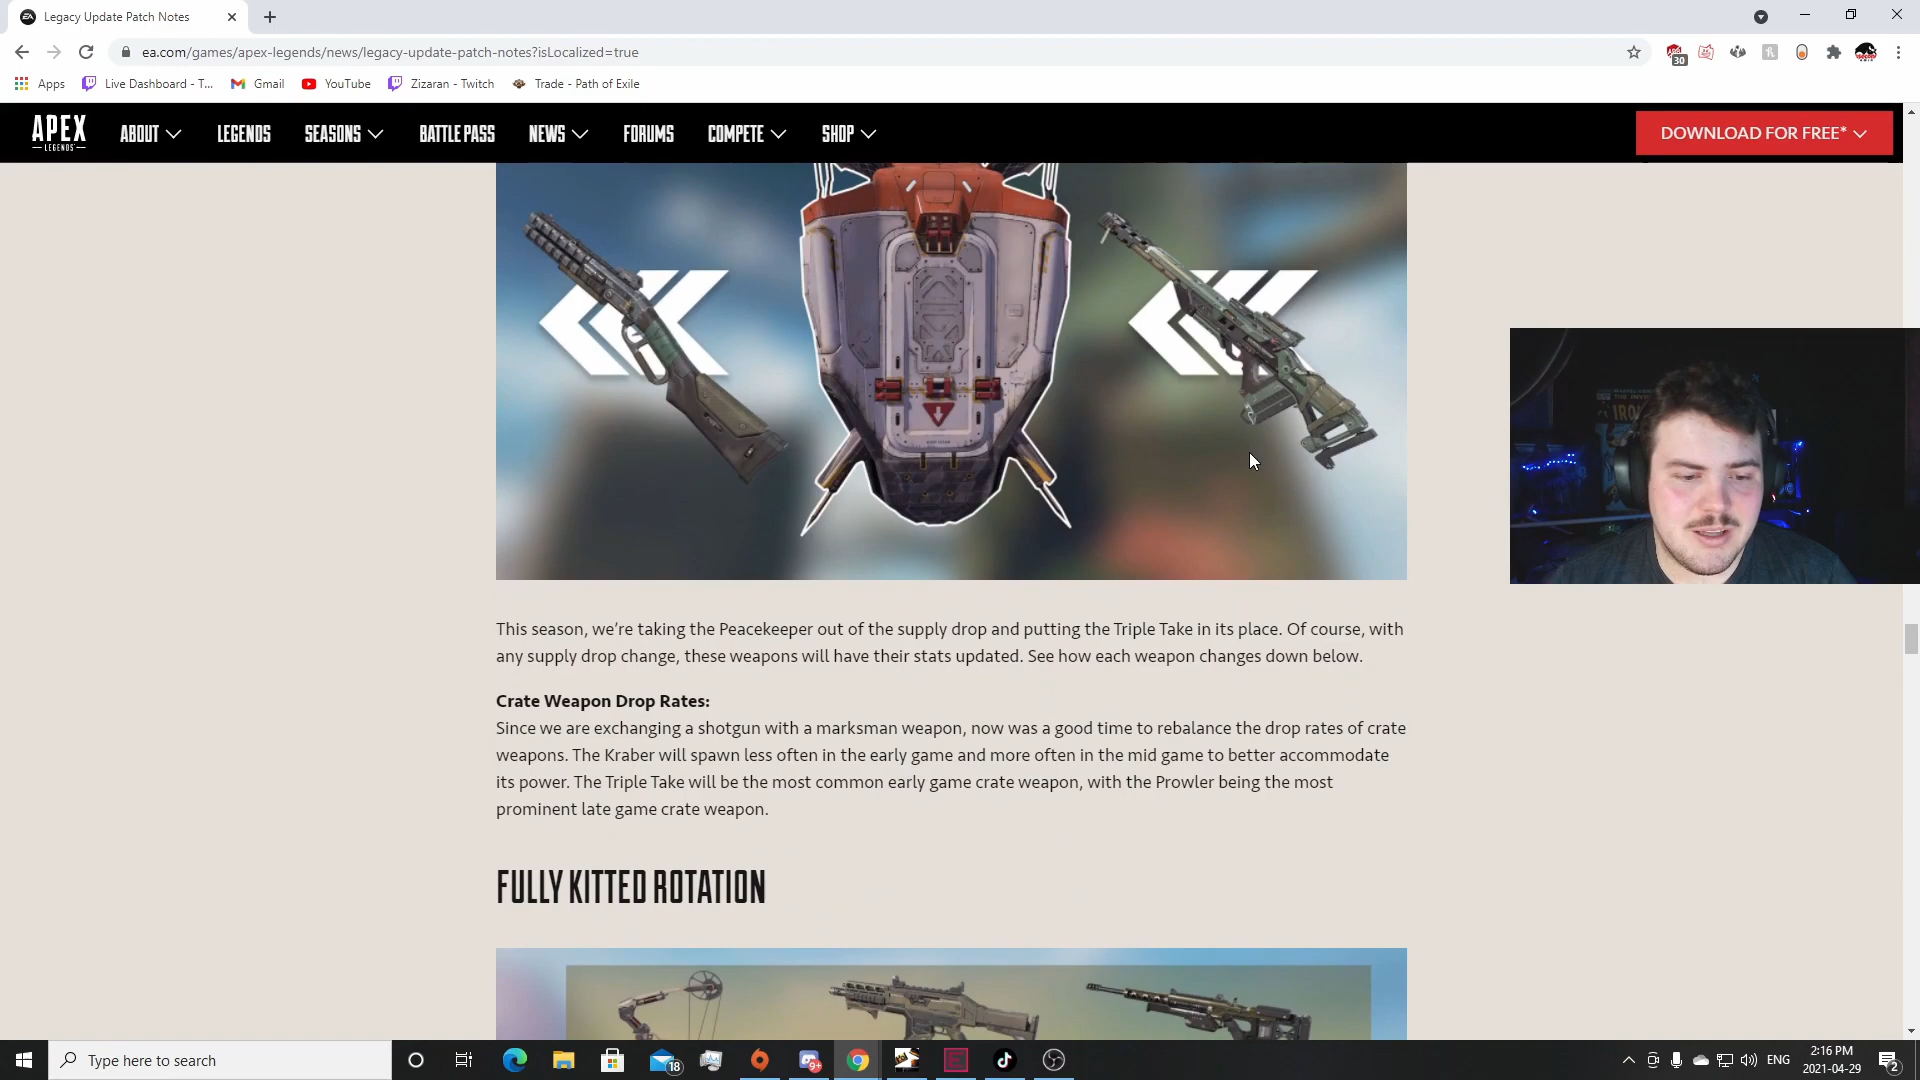 Legacy Update Patch Notes
ea.com/games/apex-legends/news/legacy-update-patch-notes?isLocalized=true
30
Apps Live Dashboard - T... Gmail YouTube Zizaran - Twitch Trade - Path of Exile
APEX
LEGENDS
ABOUT LEGENDS SEASONS BATTLE PASS NEWS FORUMS COMPETE SHOP DOWNLOAD FOR FREE*
This season, we’re taking the Peacekeeper out of the supply drop and putting the Triple Take in its place. Of course, with
any supply drop change, these weapons will have their stats updated. See how each weapon changes down below.
Crate Weapon Drop Rates:
Since we are exchanging a shotgun with a marksman weapon, now was a good time to rebalance the drop rates of crate
weapons. The Kraber will spawn less often in the early game and more often in the mid game to better accommodate
its power. The Triple Take will be the most common early game crate weapon, with the Prowler being the most
prominent late game crate weapon.
FULLY KITTED ROTATION
Type here to search
18
9+
ENG
2:16 PM
2021-04-29
2